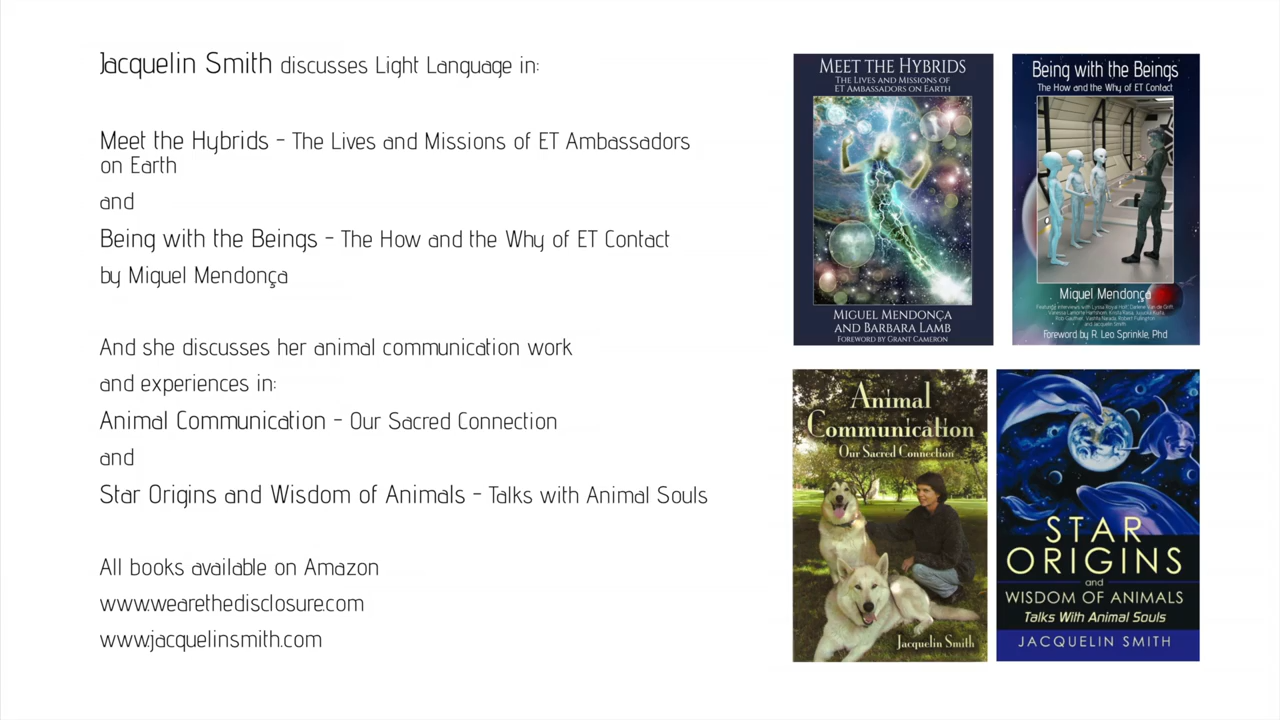 Jacquelin Smith discusses Light Language in:
Meet the Hybrids - The Lives and Missions of ET Ambassadors
on Earth
and
Being with the Beings - The How and the Why of ET Contact
by Miguel Mendonça
And she discusses her animal communication work
and experiences in:
Animal Communication - Our Sacred Connection
and
Star Origins and Wisdom of Animals - Talks with Animal Souls
All books available on Amazon
www.wearethedisclosure.com
www.jacquelinsmith.com
MEET THE HYBRIDS
THE LIVES AND MISSIONS OF
ET AMBASSADORS ON EARTH
MIGUEL MENDONÇA
AND BARBARA LAMB
FOREWORD BY GRANT CAMERON
Being with the Beings
The How and the Why of ET Contact
Miguel Mendonça
and Jacquelin Smith
Foreword by R. Leo Sprinkle, Phd
Animal
Communication
Our Sacred Connection
Jacquelin Smith
STAR
ORIGINS
and
WISDOM OF ANIMALS
Talks With Animal Souls
JACQUELIN SMITH